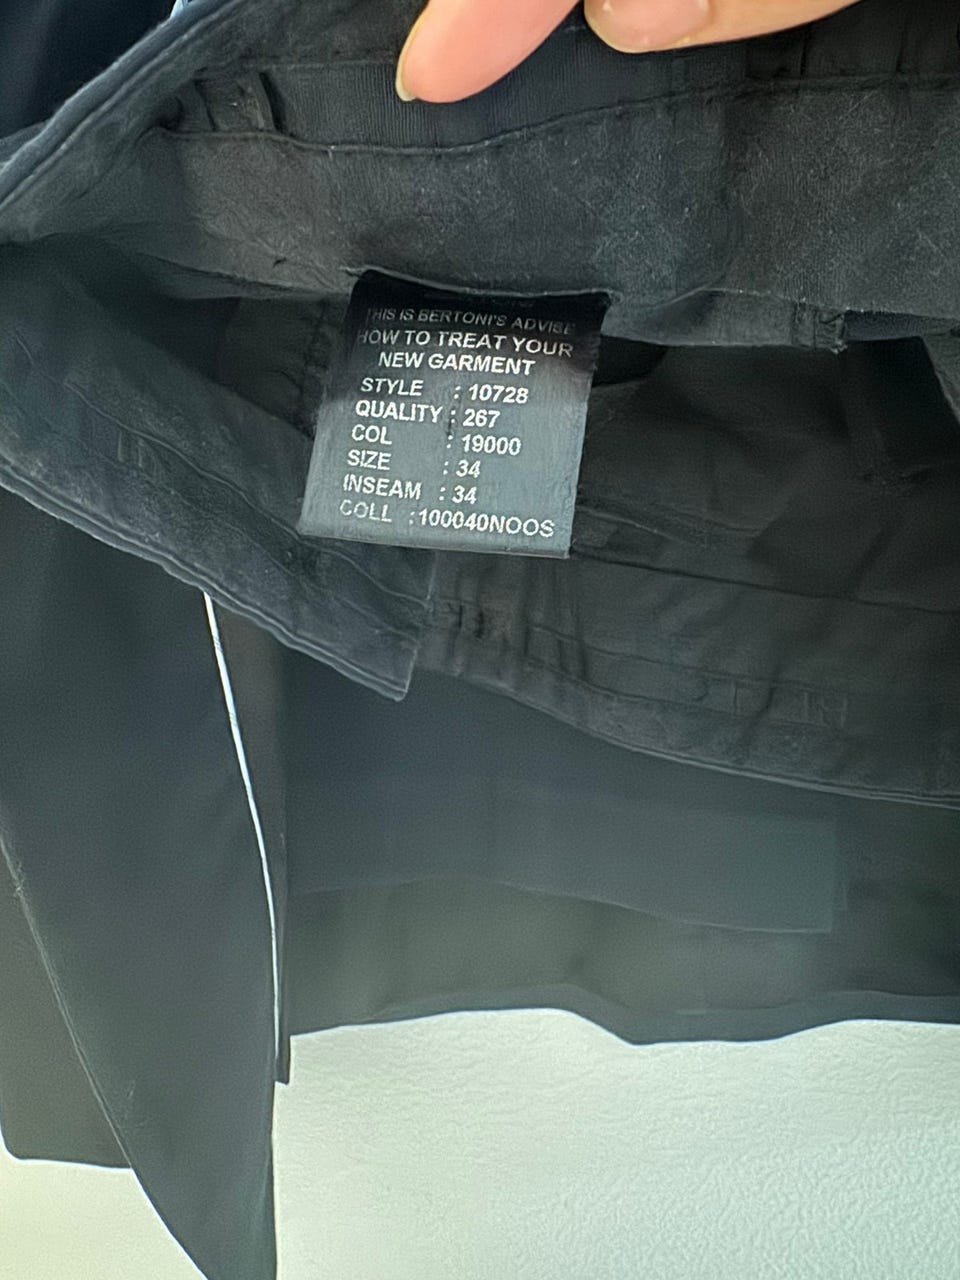 THIS IS BERTONI'S ADVISE
HOW TO TREAT YOUR
NEW GARMENT
STYLE : 10728
QUALITY : 267
COL : 19000
SIZE : 34
INSEAM : 34
COLL :100040NOOS